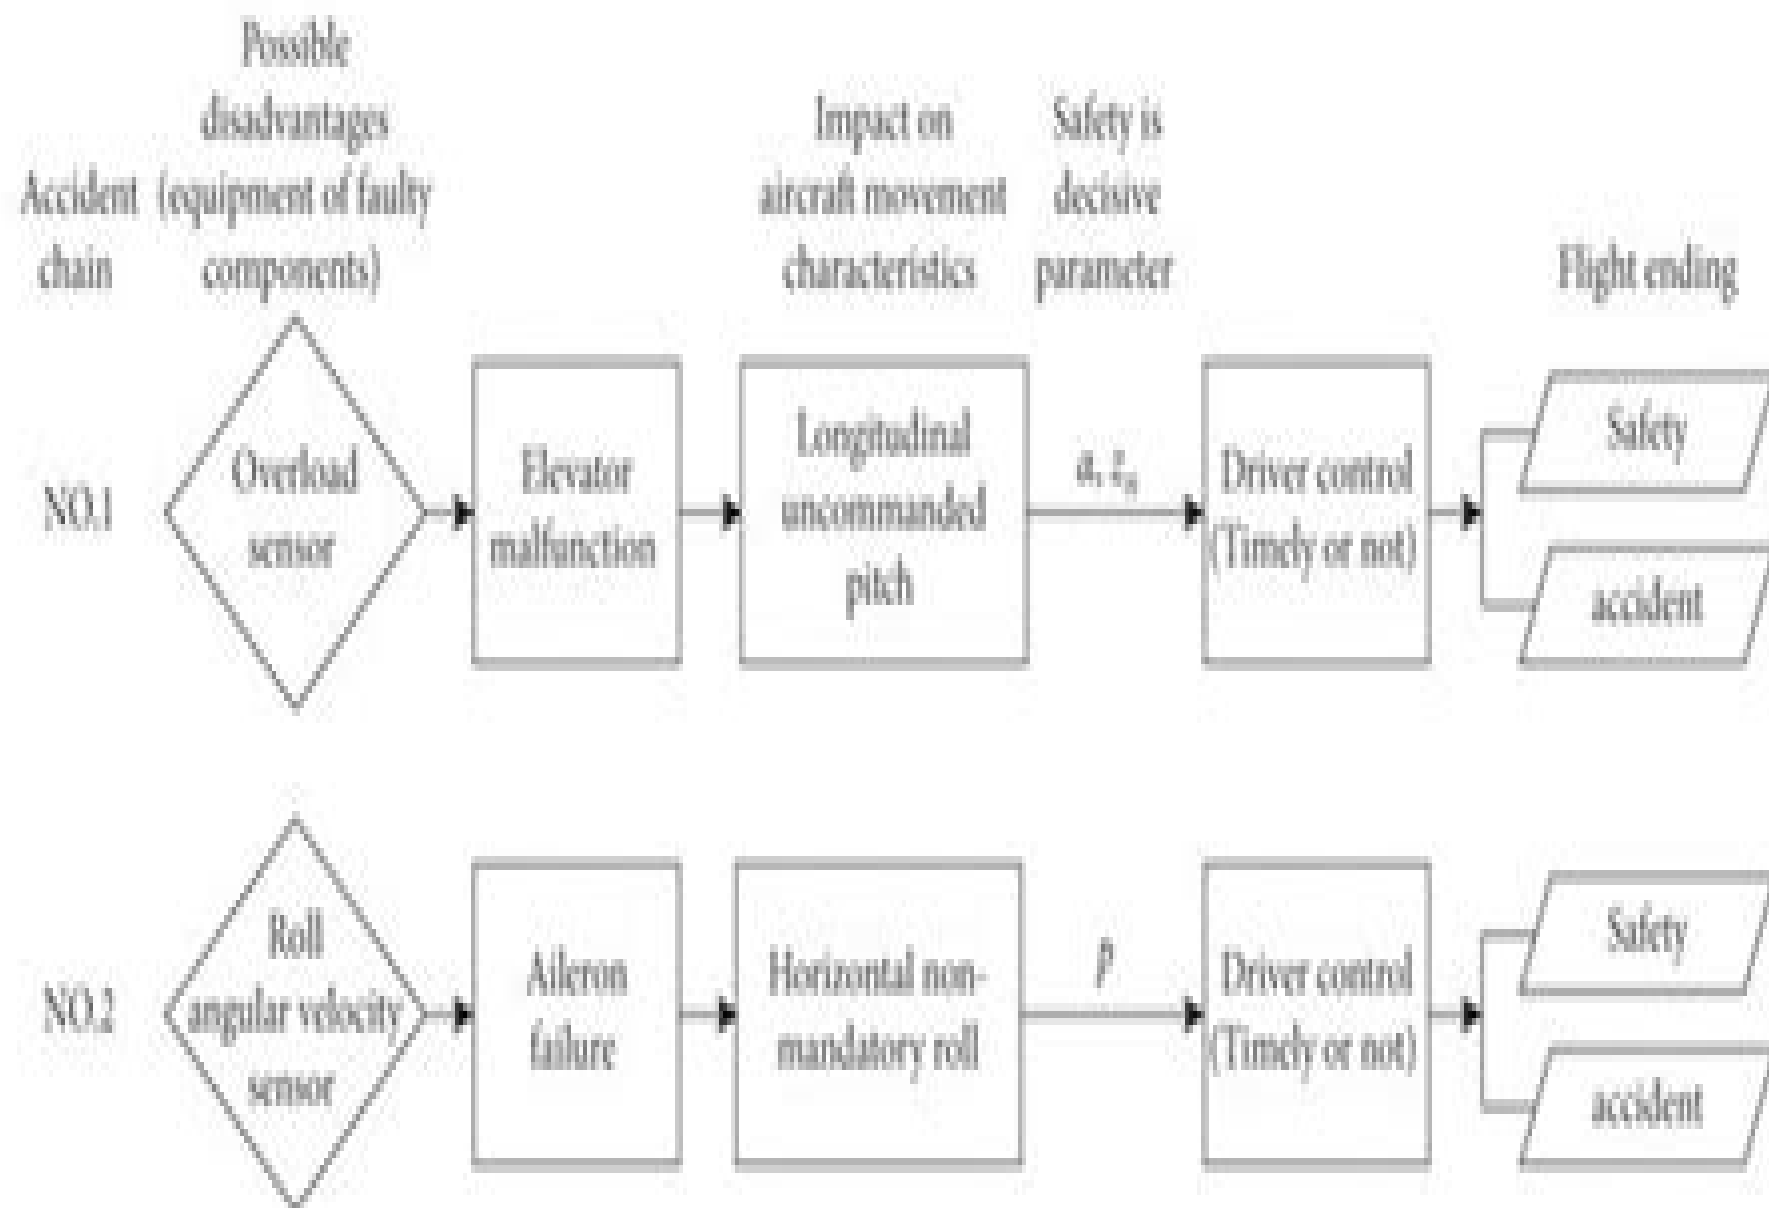 Accident
chain
Possible
disadvantages
(equipment of faulty
components)
Impact on
aircraft movement
characteristics
Safety is
decisive
parameter
Flight ending
NO.1
Overload
sensor
Elevator
malfunction
Longitudinal
uncommanded
pitch
Driver control
(Timely or not)
Safety
accident
NO.2
Roll
angular velocity
sensor
Aileron
failure
Horizontal non-
mandatory roll
p
Driver control
(Timely or not)
Safety
accident